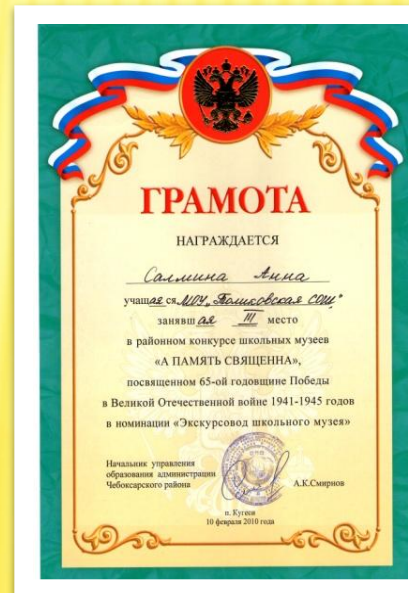 ГРАМОТА
НАГРАЖДАЕТСЯ
Салмина Анна
учащаяся МОУ „Толиковская СОШ"
занявшая III место
в районном конкурсе школьных музеев
«А ПАМЯТЬ СВЯЩЕННА»,
посвященном 65-ой годовщине Победы
в Великой Отечественной войне 1941-1945 годов
в номинации «Экскурсовод школьного музея»
Начальник управления
образования администрации
Чебоксарского района
А.К.Смирнов
п. Кугеси
10 февраля 2010 года